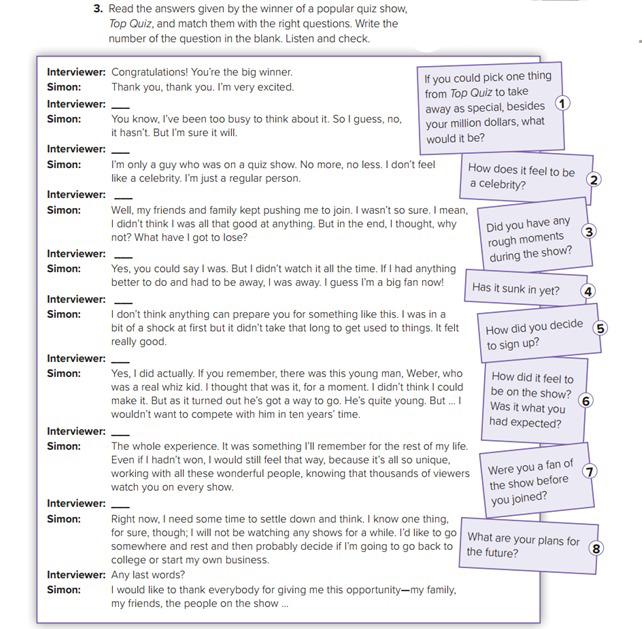 3. Read the answers given by the winner of a popular quiz show,
Top Quiz, and match them with the right questions. Write the
number of the question in the blank. Listen and check.
Interviewer: Congratulations! You're the big winner.
Simon: Thank you, thank you. I'm very excited.
Interviewer: ___
Simon: You know, I've been too busy to think about it. So I guess, no,
it hasn't. But I'm sure it will.
Interviewer: ___
Simon: I'm only a guy who was on a quiz show. No more, no less. I don't feel
like a celebrity. I'm just a regular person.
Interviewer: ___
Simon: Well, my friends and family kept pushing me to join. I wasn't so sure. I mean,
I didn't think I was all that good at anything. But in the end, I thought, why
not? What have I got to lose?
Interviewer: ___
Simon: Yes, you could say I was. But I didn't watch it all the time. If I had anything
better to do and had to be away, I was away. I guess I'm a big fan now!
Interviewer: ___
Simon: I don't think anything can prepare you for something like this. I was in a
bit of a shock at first but it didn't take that long to get used to things. It felt
really good.
Interviewer: ___
Simon: Yes, I did actually. If you remember, there was this young man, Weber, who
was a real whiz kid. I thought that was it, for a moment. I didn't think I could
make it. But as it turned out he's got a way to go. He's quite young. But ... I
wouldn't want to compete with him in ten years' time.
Interviewer: ___
Simon: The whole experience. It was something I'll remember for the rest of my life.
Even if I hadn't won, I would still feel that way, because it's all so unique,
working with all these wonderful people, knowing that thousands of viewers
watch you on every show.
Interviewer: ___
Simon: Right now, I need some time to settle down and think. I know one thing,
for sure, though; I will not be watching any shows for a while. I'd like to go
somewhere and rest and then probably decide if I'm going to go back to
college or start my own business.
Interviewer: Any last words?
Simon: I would like to thank everybody for giving me this opportunity—my family,
my friends, the people on the show ...
If you could pick one thing
from Top Quiz to take
away as special, besides
your million dollars, what
would it be?
1
How does it feel to be
a celebrity?
2
Did you have any
rough moments
during the show?
3
Has it sunk in yet?
4
How did you decide
to sign up?
5
How did it feel to
be on the show?
Was it what you
had expected?
6
Were you a fan of
the show before
you joined?
7
What are your plans for
the future?
8